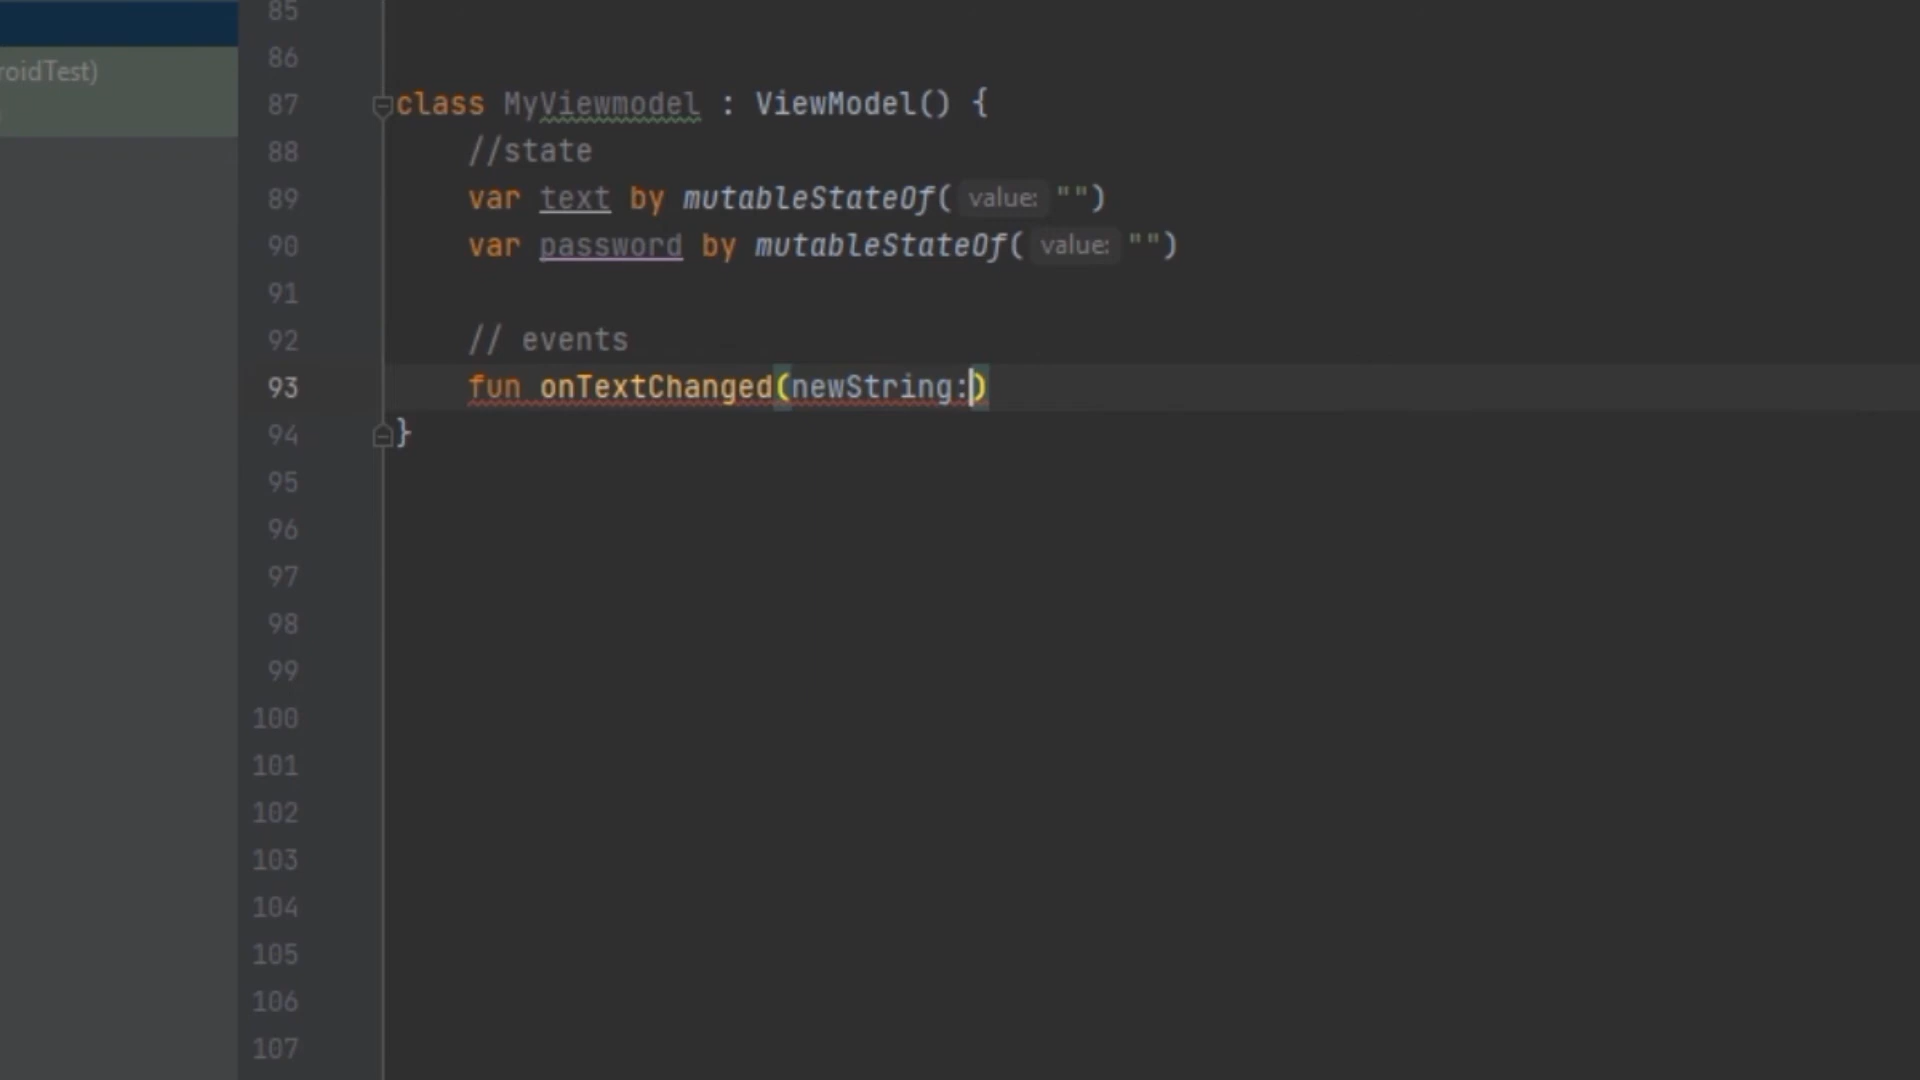 85
86
roidTest)
87 class MyViewmodel : ViewModel() {
88 //state
89 var text by mutableStateOf( value: "")
90 var password by mutableStateOf( value: "")
91
92 // events
93 fun onTextChanged(newString:)
94 }
95
96
97
98
99
100
101
102
103
104
105
106
107